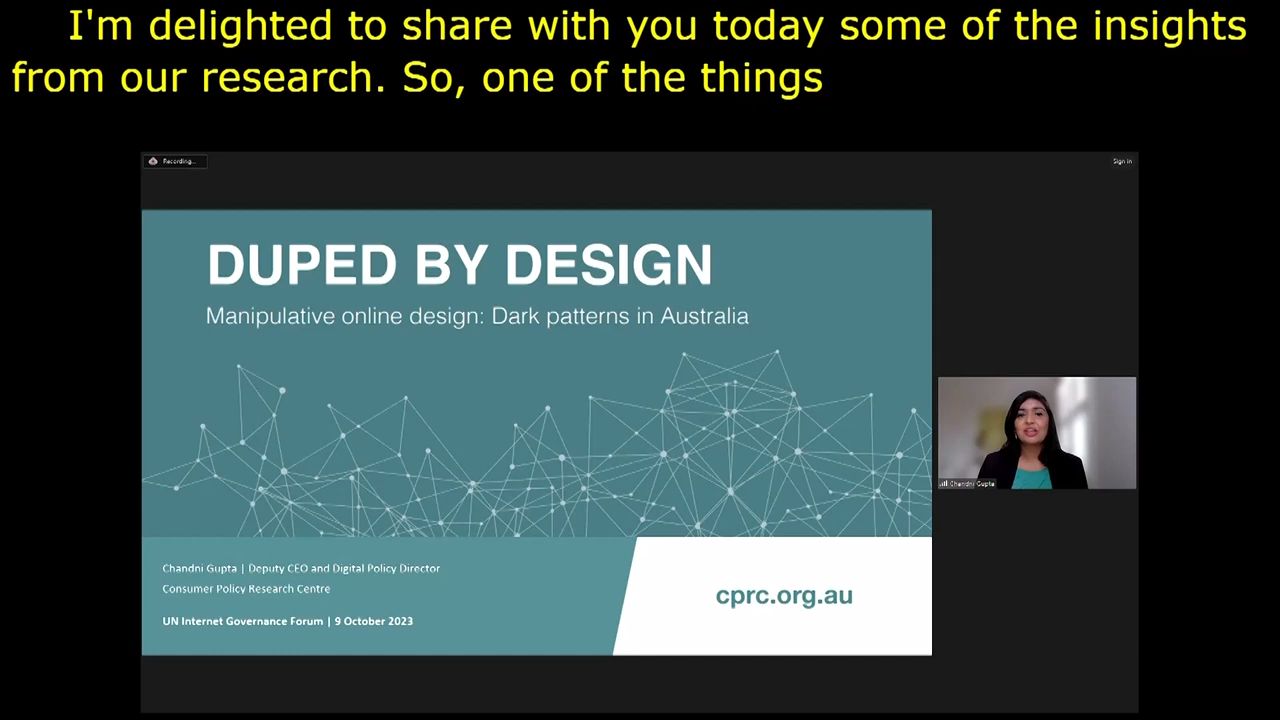 I'm delighted to share with you today some of the insights
from our research. So, one of the things
Recording...
Sign in
DUPED BY DESIGN
Manipulative online design: Dark patterns in Australia
Chandni Gupta
Chandni Gupta | Deputy CEO and Digital Policy Director
Consumer Policy Research Centre
cprc.org.au
UN Internet Governance Forum | 9 October 2023